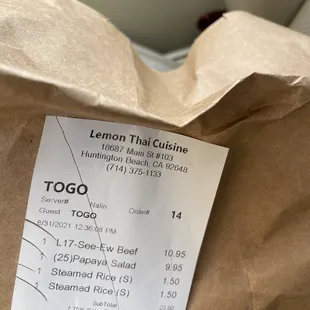 Lemon Thai Cuisine
18687 Main St #103
Huntington Beach, CA 92648
(714) 375-1133
TOGO
Server# Nalin Order# 14
Guest TOGO
8/31/2021 12:36:08 PM
1 L17-See-Ew Beef 10.95
1 (25)Papaya Salad 9.95
1 Steamed Rice (S) 1.50
1 Steamed Rice (S) 1.50
SubTotal 23.90